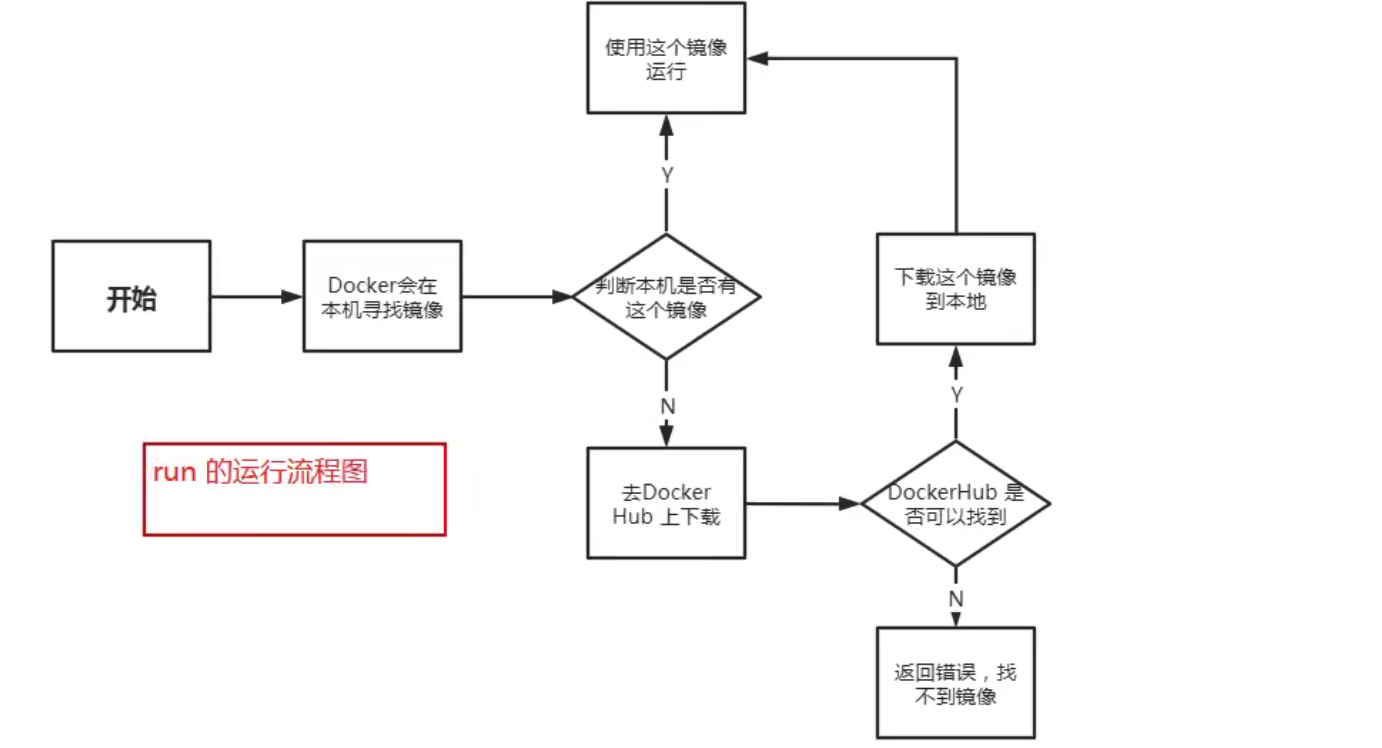 使用这个镜像
运行
Y
开始
Docker会在
本机寻找镜像
判断本机是否有
这个镜像
下载这个镜像
到本地
Y
N
run 的运行流程图
去Docker
Hub 上下载
DockerHub 是
否可以找到
N
返回错误，找
不到镜像